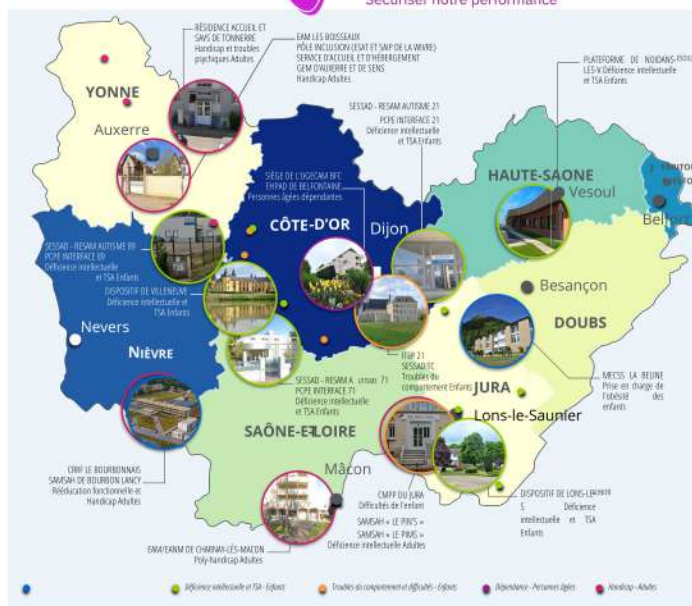 Sécuriser notre performance
RÉSIDENCE ACCUEIL ET
SAVS DE TONNERRE
Handicap et troubles
psychiques Adultes
EAM LES BOISSEAUX
PÔLE INCLUSION (ESAT ET SAIP DE LA WIVRE)
SERVICE D'ACCUEIL ET D'HÉBERGEMENT
GEM D'AUXERRE ET DE SENS
Handicap Adultes
PLATEFORME DE NOIDANS-
LES-V Déficience intellectuelle
et TSA Enfants
YONNE
Auxerre
SESSAD - RESAM AUTISME 21
PCPE INTERFACE 21
Déficience intellectuelle
et TSA Enfants
SIÈGE DE L'UGECAM BFC
EHPAD DE BELFONTAINE
Personnes âgées dépendantes
HAUTE-SAONE
Vesoul
Belfort
CÔTE-D'OR
Dijon
SESSAD - RESAM AUTISME 89
PCPE INTERFACE 89
Déficience intellectuelle
et TSA Enfants
DISPOSITIF DE VILLENEUVE
Déficience intellectuelle et
TSA Enfants
Besançon
DOUBS
Nevers
NIÈVRE
ITEP 21
SESSAD TC
Troubles du
comportement Enfants
MECSS LA BELINE
Prise en charge de
l'obésité des
enfants
SESSAD - RESAM A 71
PCPE INTERFACE 71
Déficience intellectuelle
et TSA Enfants
JURA
Lons-le-Saunier
SAÔNE-ET-LOIRE
Mâcon
CRRF LE BOURBONNAIS
SAMSAH DE BOURBON LANCY
Rééducation fonctionnelle et
Handicap Adultes
CMPP DU JURA
Difficultés de l'enfant
SAMSAH « LE PIN'S »
SAMSAH « LE PIMS »
Déficience intellectuelle Adultes
DISPOSITIF DE LONS-LE
S Déficience
intellectuelle et TSA
Enfants
EAM/EANM DE CHARNAY-LÈS-MACON
Poly-handicap Adultes
Déficience intellectuelle et TSA - Enfants
Troubles du comportement et difficultés - Enfants
Dépendance - Personnes âgées
Handicap - Adultes